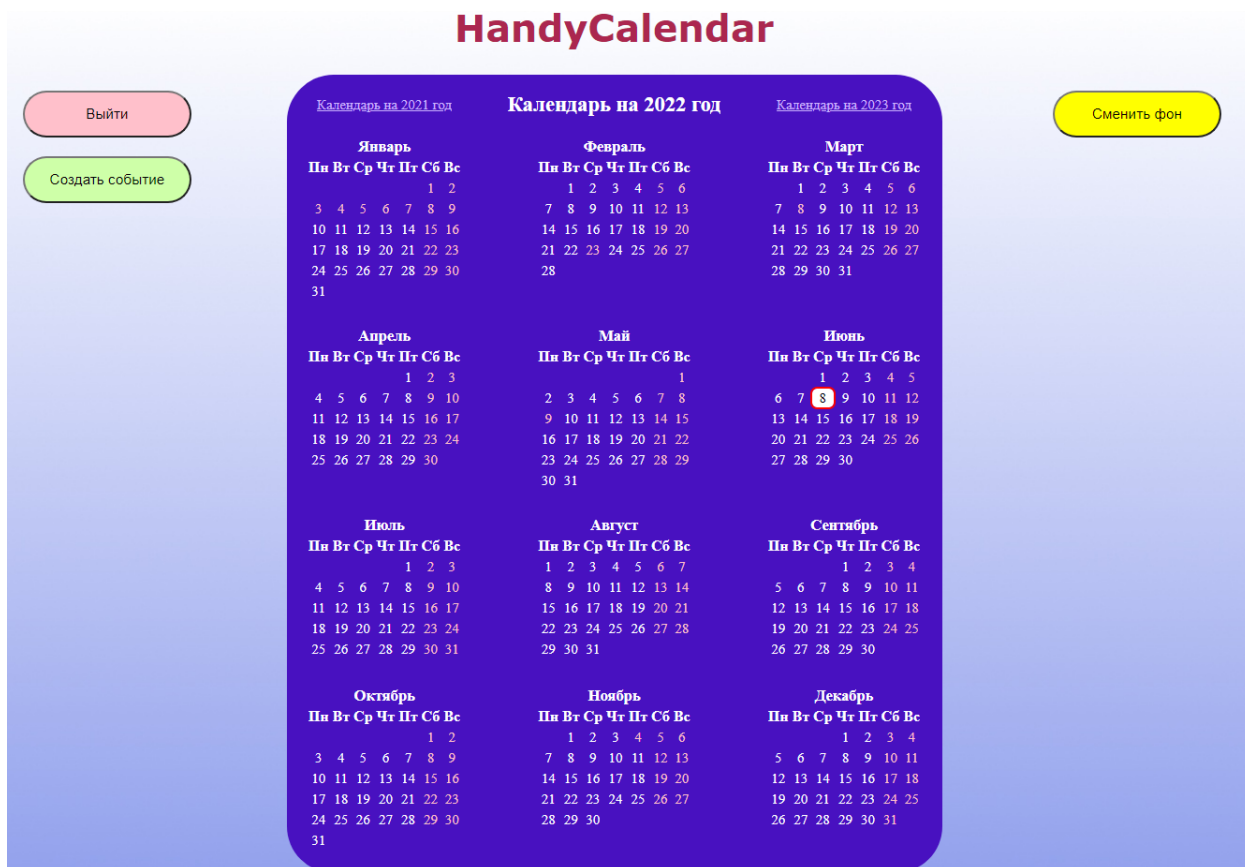 HandyCalendar
Выйти
Создать событие
Сменить фон
Календарь на 2021 год Календарь на 2022 год Календарь на 2023 год
Январь Февраль Март
Пн Вт Ср Чт Пт Сб Вс Пн Вт Ср Чт Пт Сб Вс Пн Вт Ср Чт Пт Сб Вс
1 2 1 2 3 4 5 6 1 2 3 4 5 6
3 4 5 6 7 8 9 7 8 9 10 11 12 13 7 8 9 10 11 12 13
10 11 12 13 14 15 16 14 15 16 17 18 19 20 14 15 16 17 18 19 20
17 18 19 20 21 22 23 21 22 23 24 25 26 27 21 22 23 24 25 26 27
24 25 26 27 28 29 30 28 28 29 30 31
31
Апрель Май Июнь
Пн Вт Ср Чт Пт Сб Вс Пн Вт Ср Чт Пт Сб Вс Пн Вт Ср Чт Пт Сб Вс
1 2 3 1 1 2 3 4 5
4 5 6 7 8 9 10 2 3 4 5 6 7 8 6 7 8 9 10 11 12
11 12 13 14 15 16 17 9 10 11 12 13 14 15 13 14 15 16 17 18 19
18 19 20 21 22 23 24 16 17 18 19 20 21 22 20 21 22 23 24 25 26
25 26 27 28 29 30 23 24 25 26 27 28 29 27 28 29 30
30 31
Июль Август Сентябрь
Пн Вт Ср Чт Пт Сб Вс Пн Вт Ср Чт Пт Сб Вс Пн Вт Ср Чт Пт Сб Вс
1 2 3 1 2 3 4 5 6 7 1 2 3 4
4 5 6 7 8 9 10 8 9 10 11 12 13 14 5 6 7 8 9 10 11
11 12 13 14 15 16 17 15 16 17 18 19 20 21 12 13 14 15 16 17 18
18 19 20 21 22 23 24 22 23 24 25 26 27 28 19 20 21 22 23 24 25
25 26 27 28 29 30 31 29 30 31 26 27 28 29 30
Октябрь Ноябрь Декабрь
Пн Вт Ср Чт Пт Сб Вс Пн Вт Ср Чт Пт Сб Вс Пн Вт Ср Чт Пт Сб Вс
1 2 1 2 3 4 5 6 1 2 3 4
3 4 5 6 7 8 9 7 8 9 10 11 12 13 5 6 7 8 9 10 11
10 11 12 13 14 15 16 14 15 16 17 18 19 20 12 13 14 15 16 17 18
17 18 19 20 21 22 23 21 22 23 24 25 26 27 19 20 21 22 23 24 25
24 25 26 27 28 29 30 28 29 30 26 27 28 29 30 31
31